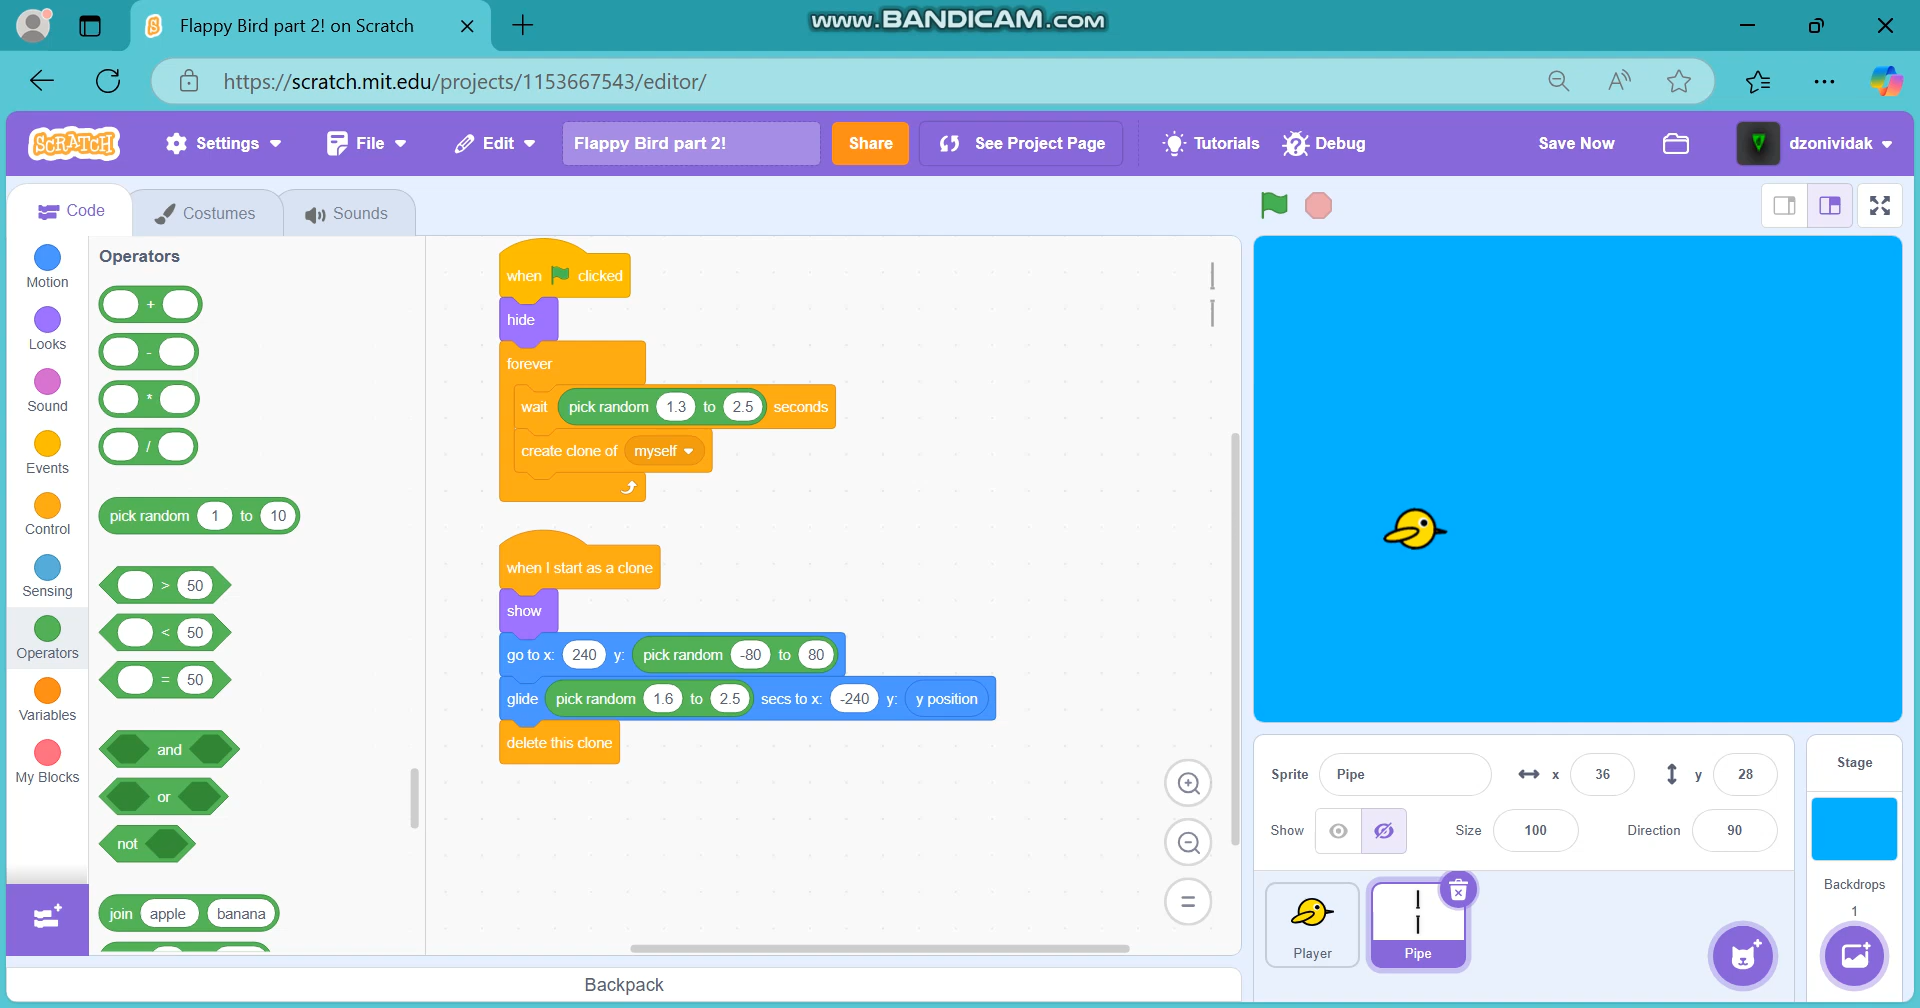 Flappy Bird part 2! on Scratch
www.BANDICAM.com
https://scratch.mit.edu/projects/1153667543/editor/
SCRATCH
Settings
File
Edit
Flappy Bird part 2!
Share
See Project Page
Tutorials
Debug
Save Now
dzonividak
Code
Costumes
Sounds
Motion
Looks
Sound
Events
Control
Sensing
Operators
Variables
My Blocks
Operators
+
-
*
/
pick random 1 to 10
> 50
< 50
= 50
and
or
not
join apple banana
when clicked
hide
forever
wait pick random 1.3 to 2.5 seconds
create clone of myself
when I start as a clone
show
go to x: 240 y: pick random -80 to 80
glide pick random 1.6 to 2.5 secs to x: -240 y: y position
delete this clone
Backpack
Sprite Pipe x 36 y 28
Show Size 100 Direction 90
Player
Pipe
Stage
Backdrops
1